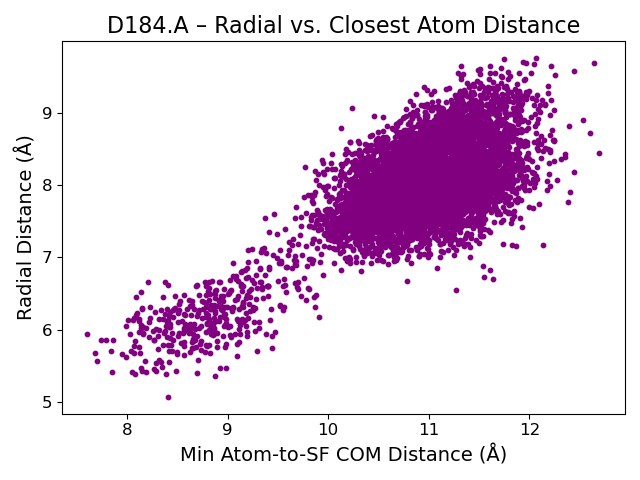 D184.A – Radial vs. Closest Atom Distance
9
8
7
6
5
Radial Distance (Å)
8 9 10 11 12
Min Atom-to-SF COM Distance (Å)